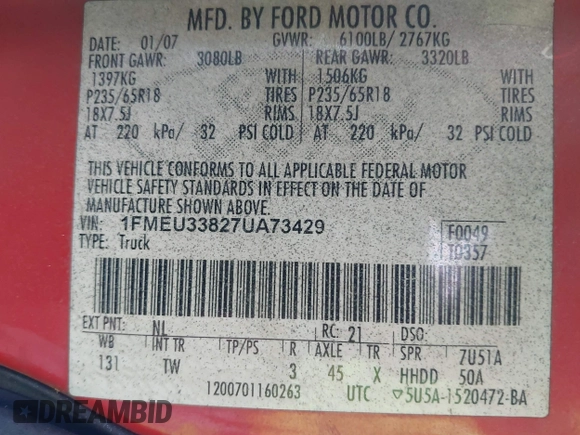 MFD. BY FORD MOTOR CO.
DATE: 01/07 GVWR: 6100LB/ 2767KG
FRONT GAWR: 3080LB REAR GAWR: 3320LB
1397KG WITH 1506KG WITH
P235/65R18 TIRES P235/65R18 TIRES
18X7.5J RIMS 18X7.5J RIMS
AT 220 kPa/ 32 PSI COLD AT 220 kPa/ 32 PSI COLD
THIS VEHICLE CONFORMS TO ALL APPLICABLE FEDERAL MOTOR
VEHICLE SAFETY STANDARDS IN EFFECT ON THE DATE OF
MANUFACTURE SHOWN ABOVE.
VIN: 1FMEU33827UA73429 F0049
TYPE: Truck T0357
EXT PNT: NL RC: 21 DSO:
WB INT TR TP/PS R AXLE TR SPR 7U51A
131 TW 3 45 X HHDD 50A
1200701160263 UTC ▽5U5A-1520472-BA
DREAMBID